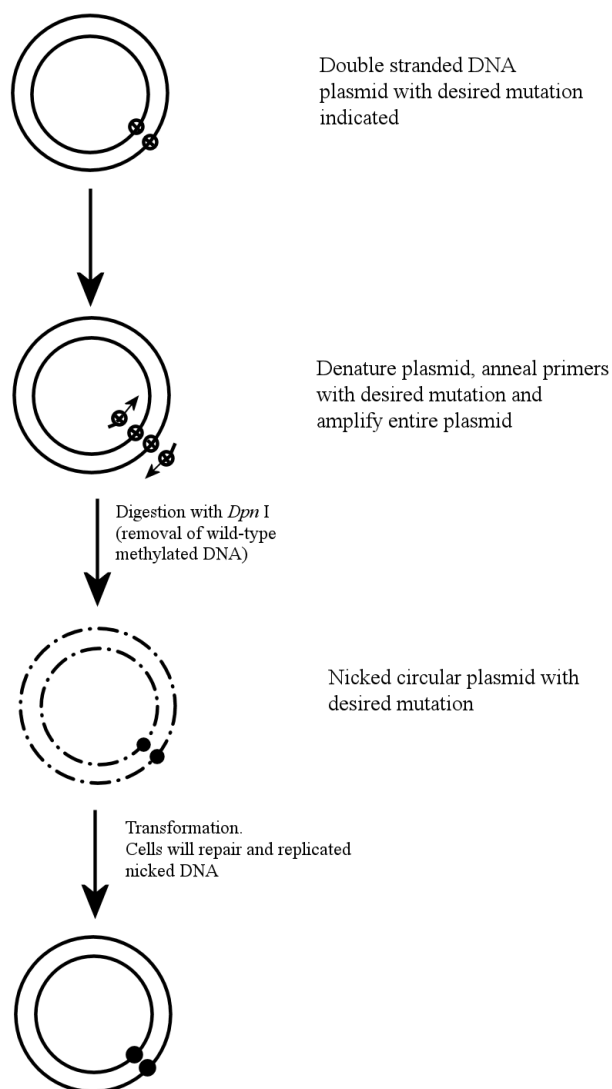 Double stranded DNA
plasmid with desired mutation
indicated
Denature plasmid, anneal primers
with desired mutation and
amplify entire plasmid
Digestion with Dpn I
(removal of wild-type
methylated DNA)
Nicked circular plasmid with
desired mutation
Transformation.
Cells will repair and replicated
nicked DNA